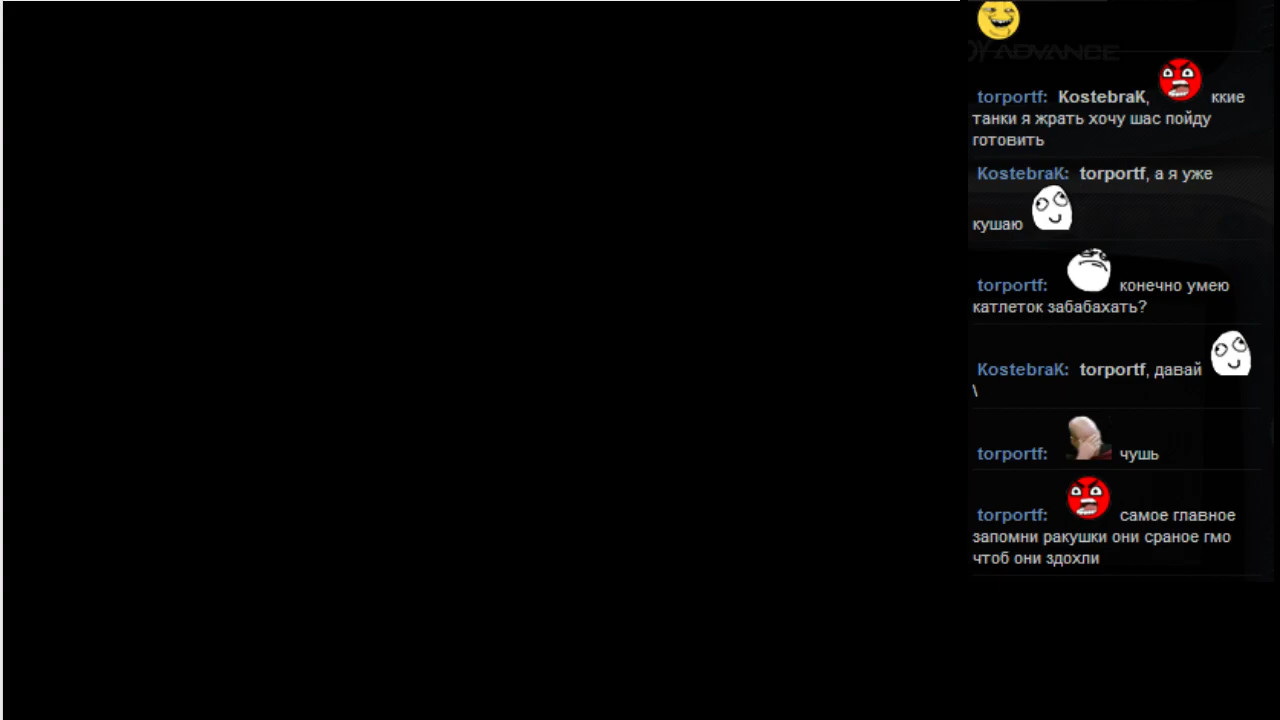 ADVANCE
torportf: KostebraK, ккие
танки я жрать хочу шас пойду
готовить
KostebraK: torportf, а я уже
кушаю
torportf: конечно умею
катлеток забабахать?
KostebraK: torportf, давай
\
torportf: чушь
torportf: самое главное
запомни ракушки они сраное гмо
чтоб они здохли